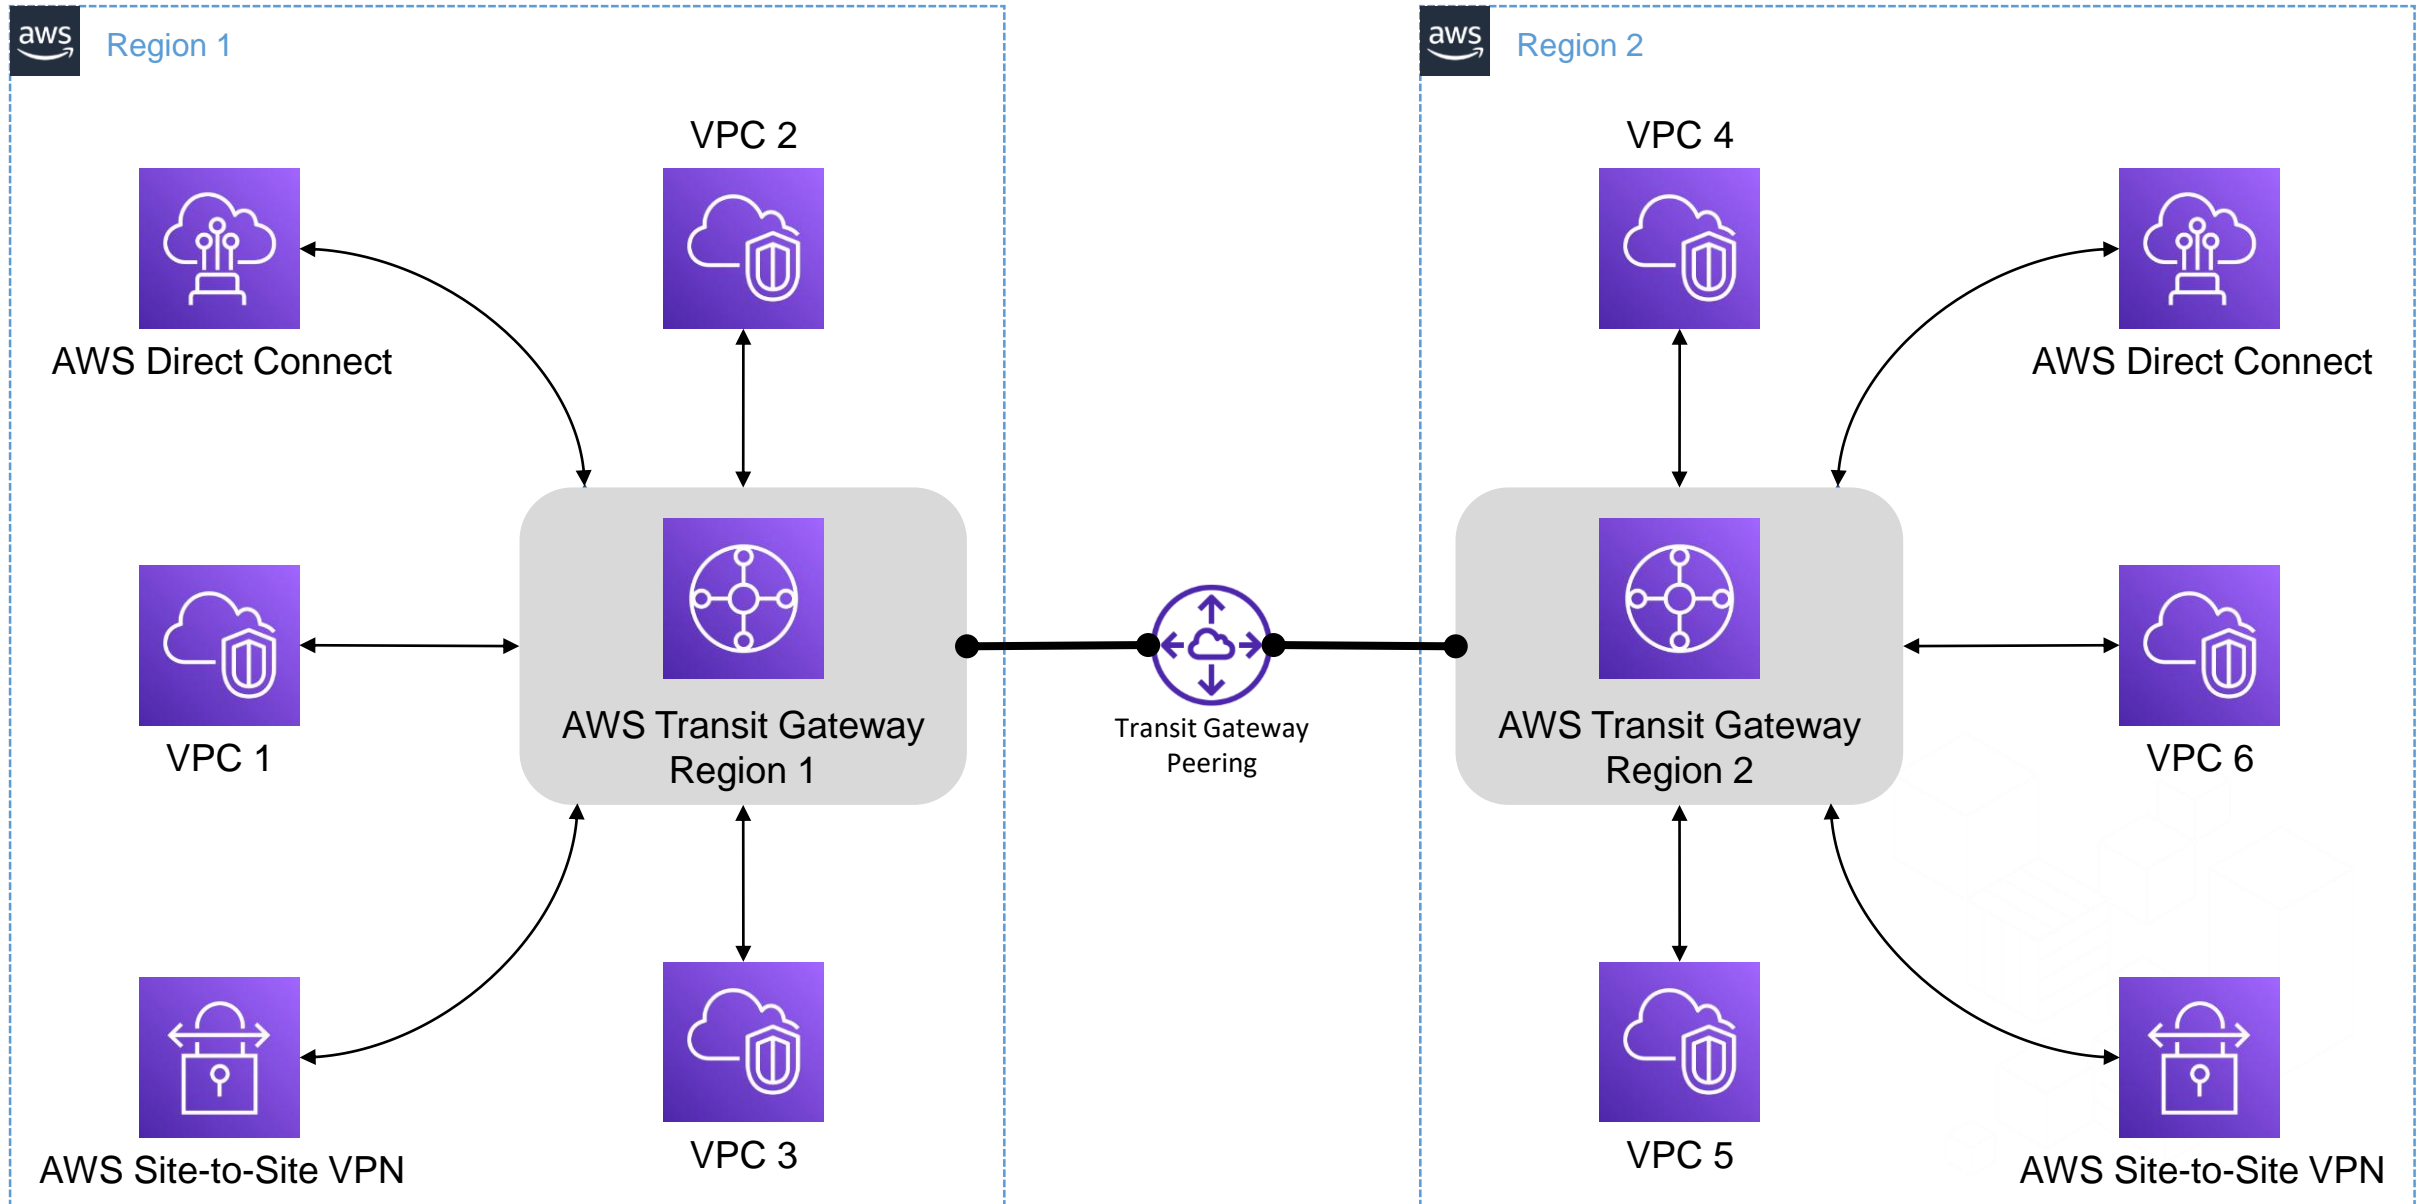 aws
Region 1
VPC 2
AWS Direct Connect
AWS Transit Gateway
Region 1
VPC 1
VPC 3
AWS Site-to-Site VPN
Transit Gateway
Peering
aws
Region 2
VPC 4
AWS Direct Connect
AWS Transit Gateway
Region 2
VPC 6
VPC 5
AWS Site-to-Site VPN